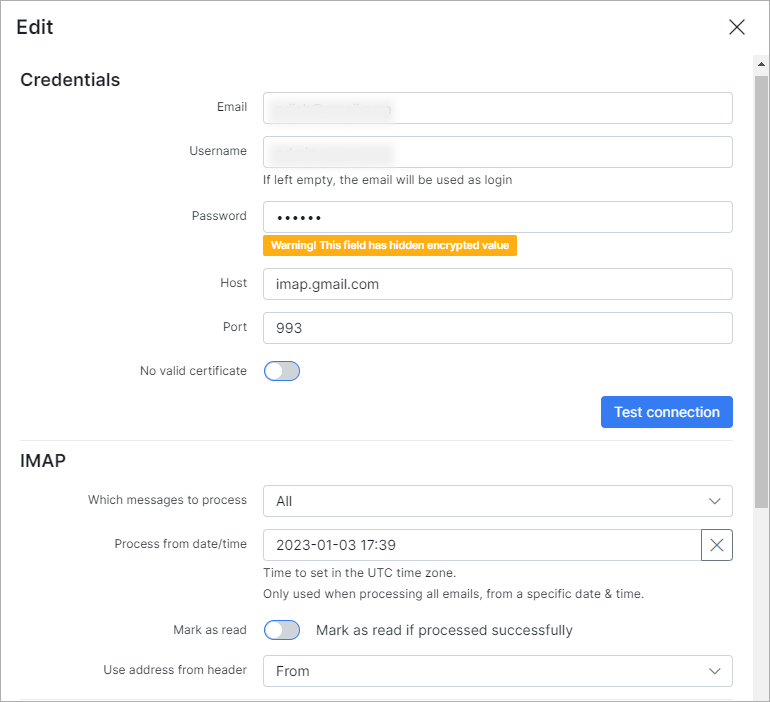 Edit
Credentials
Email
Username
If left empty, the email will be used as login
Password ••••••
Warning! This field has hidden encrypted value
Host imap.gmail.com
Port 993
No valid certificate
Test connection
IMAP
Which messages to process All
Process from date/time 2023-01-03 17:39
Time to set in the UTC time zone.
Only used when processing all emails, from a specific date & time.
Mark as read Mark as read if processed successfully
Use address from header From